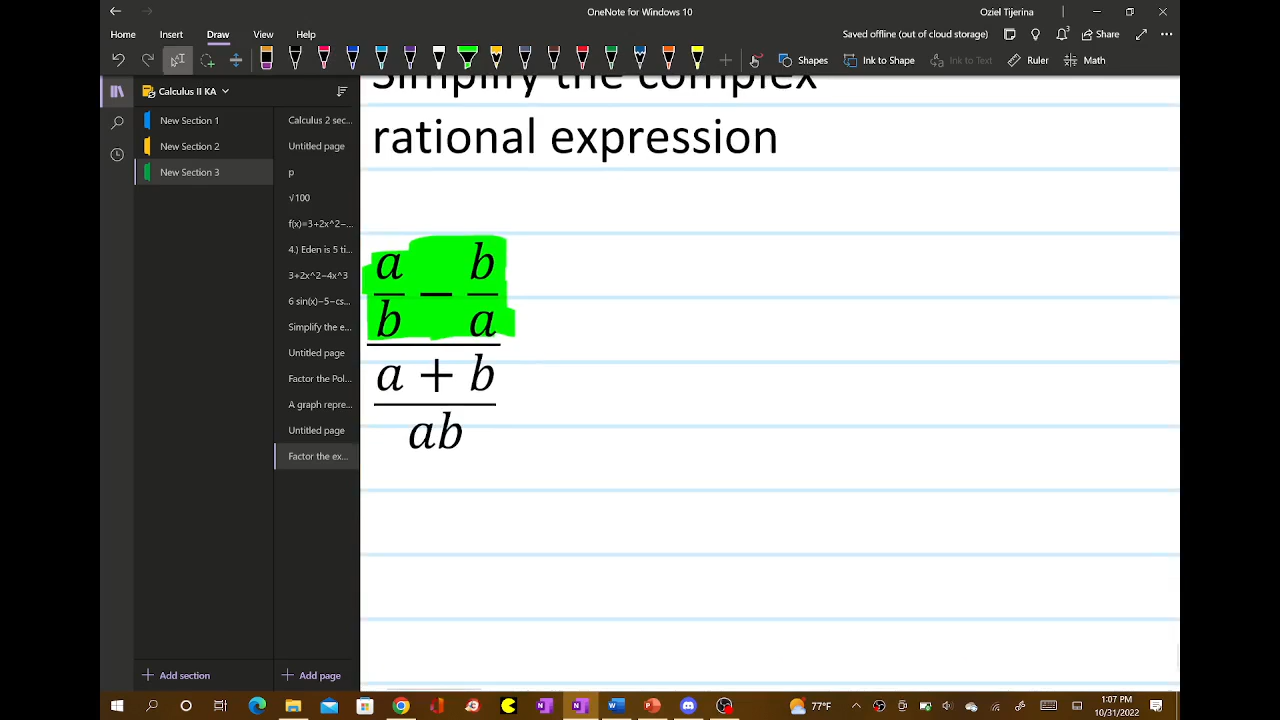 OneNote for Windows 10
Oziel Tijerina
Home Insert Draw View Help
Saved offline (out of cloud storage)
3
Share
Shapes
Ink to Shape
Ink to Text
Ruler
Math
Calculus II KA
New Section 1
New Section 2
New Section 3
Add section
Calculus 2 sec...
Untitled page
p
√100
f(x)=3+2x^2−...
4.) Eden is 5 ti...
3+2x^2−4x^3
6 sin(x)−5−cs...
Simplify the e...
Untitled page
Factor the Pol...
A graph repre...
Untitled page
Factor the ex...
Add page
Simplify the complex
rational expression
a b
−
b a
a + b
ab
77°F
1:07 PM
10/31/2022